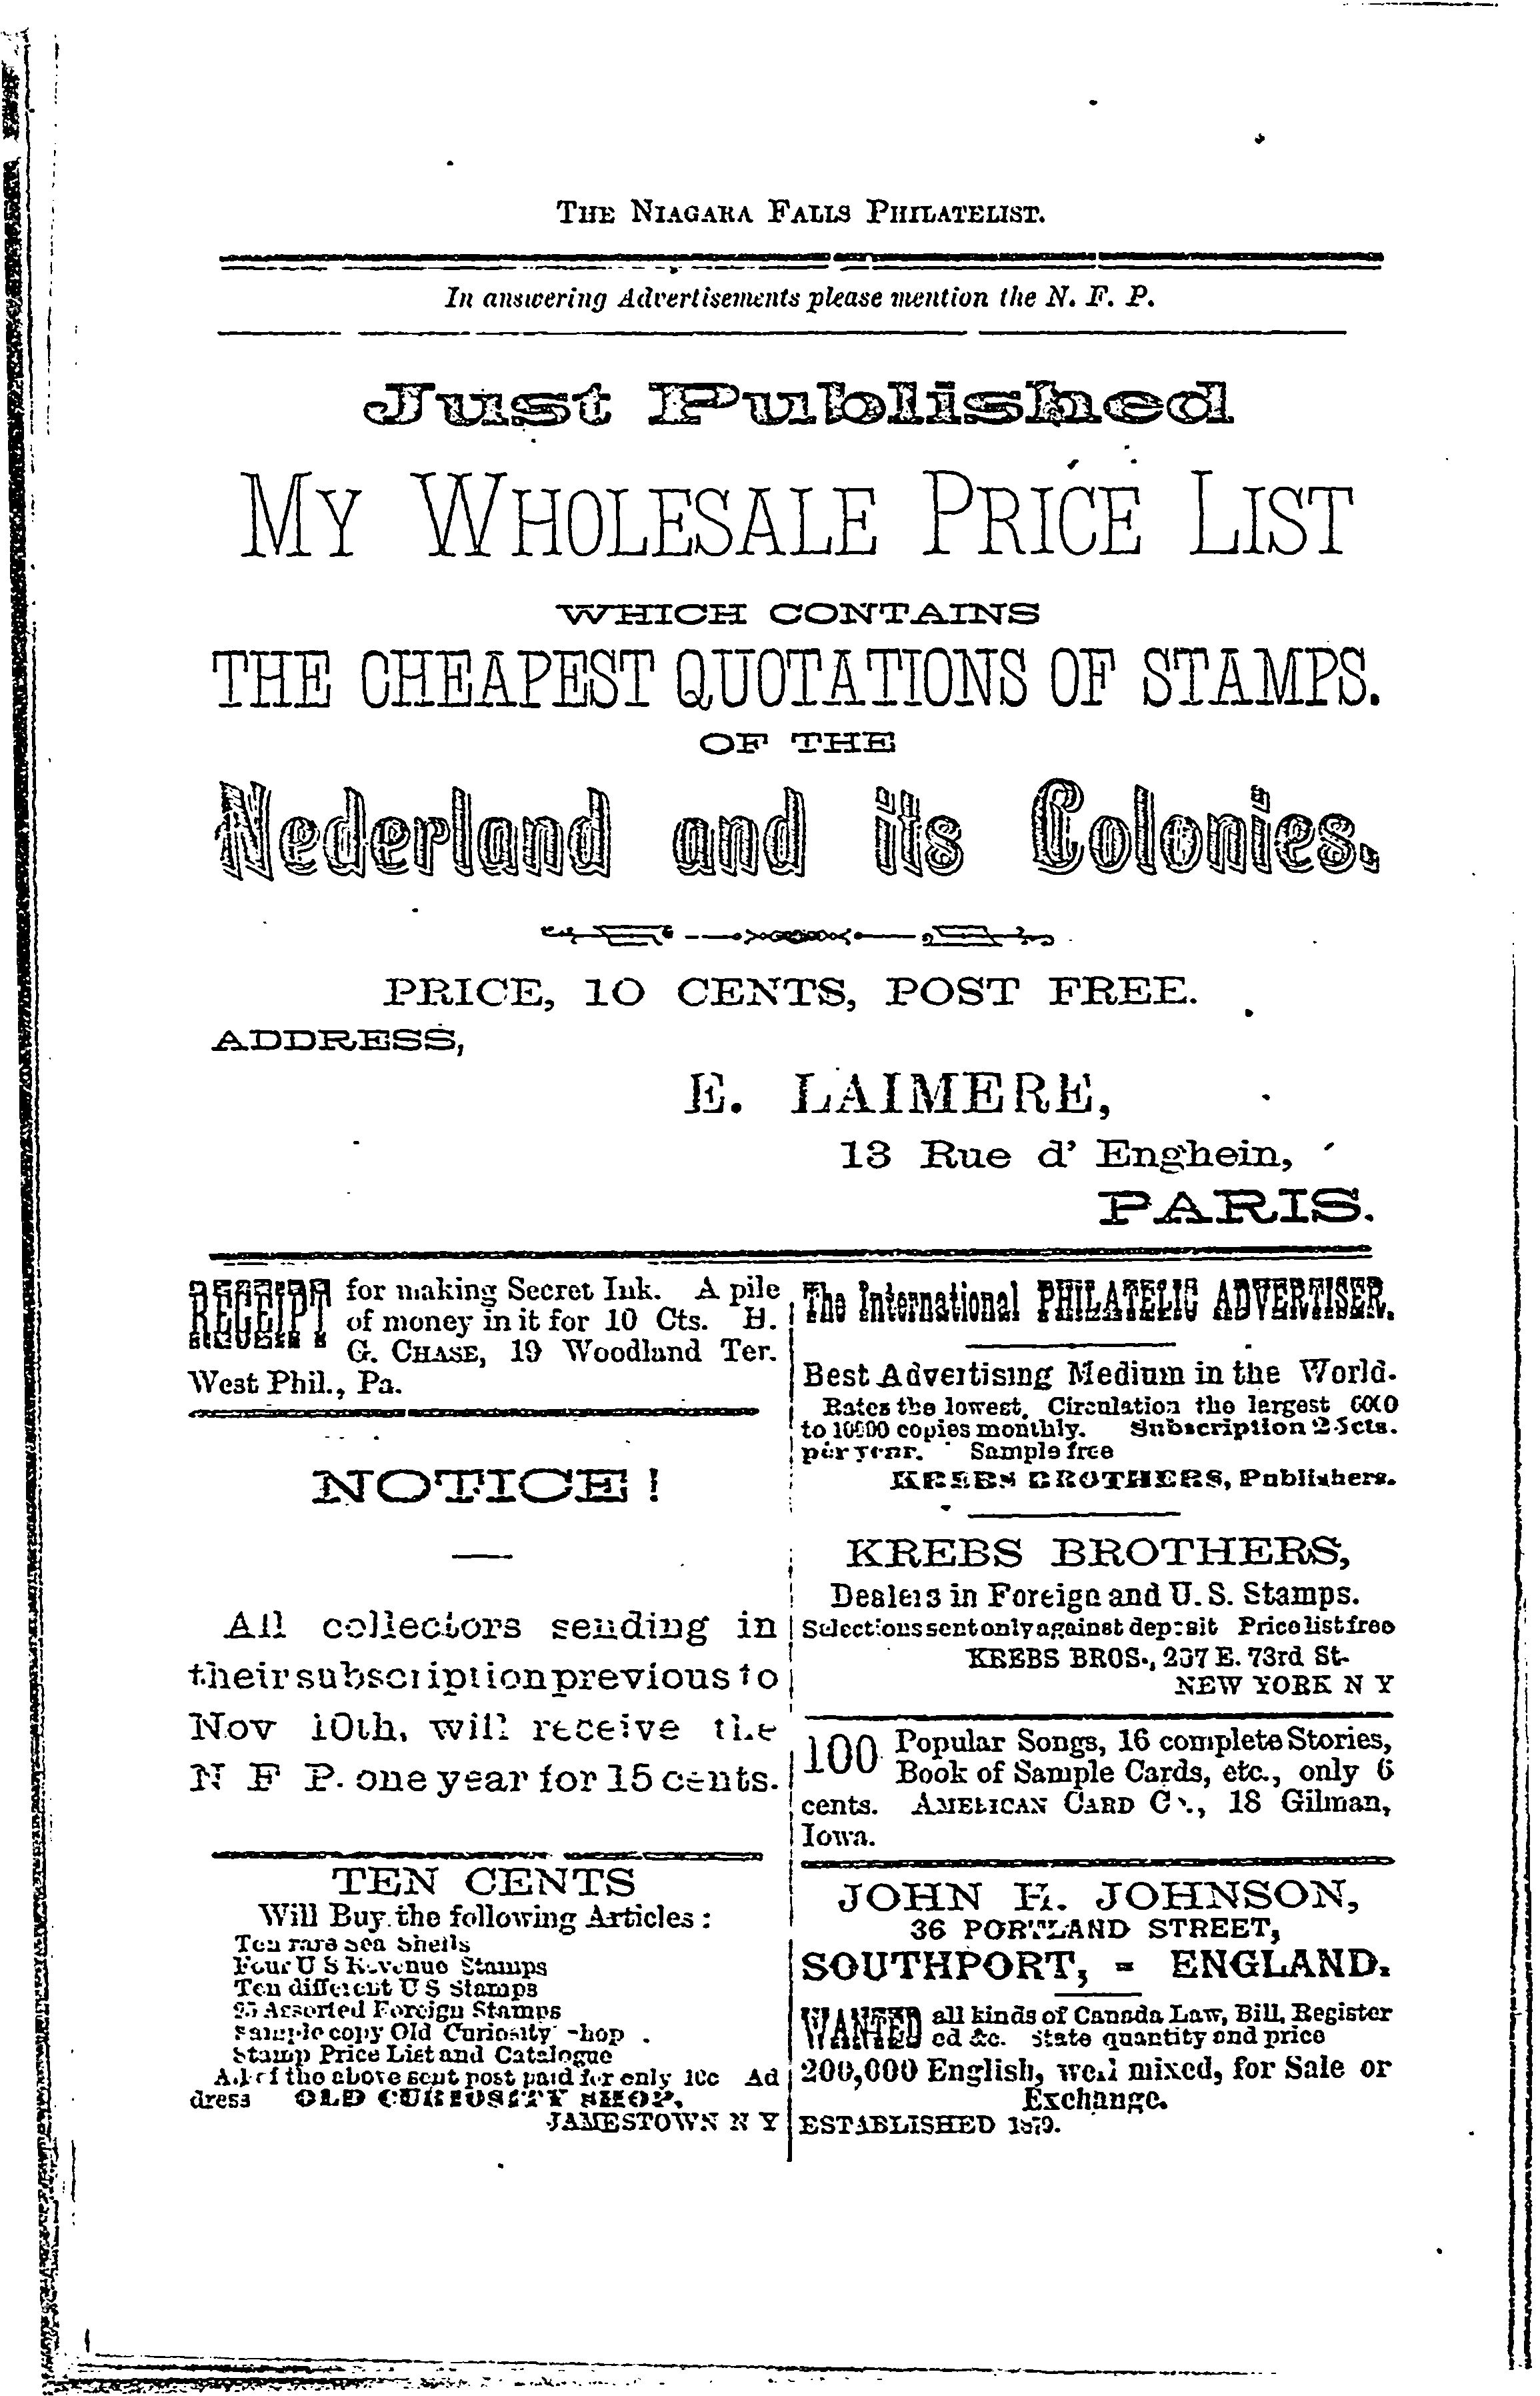 THE NIAGARA FALLS PHILATELIST.
In answering Advertisements please mention the N. F. P.
Just Published
MY WHOLESALE PRICE LIST
WHICH CONTAINS
THE CHEAPEST QUOTATIONS OF STAMPS.
OF THE
Nederland and its Colonies.
PRICE, 10 CENTS, POST FREE.
ADDRESS,
E. LAIMERE,
13 Rue d' Enghein,
PARIS.
RECEIPT for making Secret Ink. A pile
of money in it for 10 Cts. H.
G. CHASE, 19 Woodland Ter.
West Phil., Pa.
NOTICE!
All collectors sending in
their subscription previous to
Nov 10th, will receive the
N F P. one year for 15 cents.
TEN CENTS
Will Buy the following Articles:
Ten rare Sea Shells
Four U S Revenue Stamps
Ten different U S Stamps
25 Assorted Foreign Stamps
Sample copy Old Curiosity Shop
Stamp Price List and Catalogue
All of the above sent post paid for only 10c Ad
dress OLD CURIOSITY SHOP,
JAMESTOWN N Y
The International PHILATELIC ADVERTISER.
Best Advertising Medium in the World.
Rates the lowest, Circulation the largest 6000
to 10000 copies monthly. Subscription 25cts.
per year. Sample free
KREBS BROTHERS, Publishers.
KREBS BROTHERS,
Dealers in Foreign and U. S. Stamps.
Selections sent only against deposit Price list free
KREBS BROS., 237 E. 73rd St.
NEW YORK N Y
100 Popular Songs, 16 complete Stories,
Book of Sample Cards, etc., only 6
cents. AMERICAN CARD Co., 18 Gilman,
Iowa.
JOHN H. JOHNSON,
36 PORTLAND STREET,
SOUTHPORT, - ENGLAND.
WANTED all kinds of Canada Law, Bill, Register
ed &c. State quantity and price
200,000 English, well mixed, for Sale or
Exchange.
ESTABLISHED 1879.